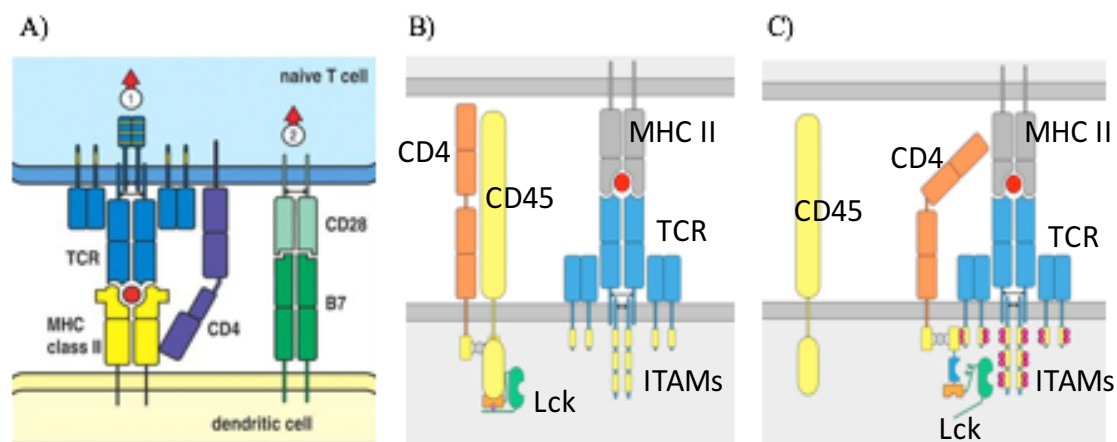 A)
naive T cell
1
2
TCR
CD28
B7
MHC
class II
CD4
dendritic cell
B)
CD4
CD45
MHC II
TCR
ITAMs
Lck
C)
CD45
CD4
MHC II
TCR
ITAMs
Lck